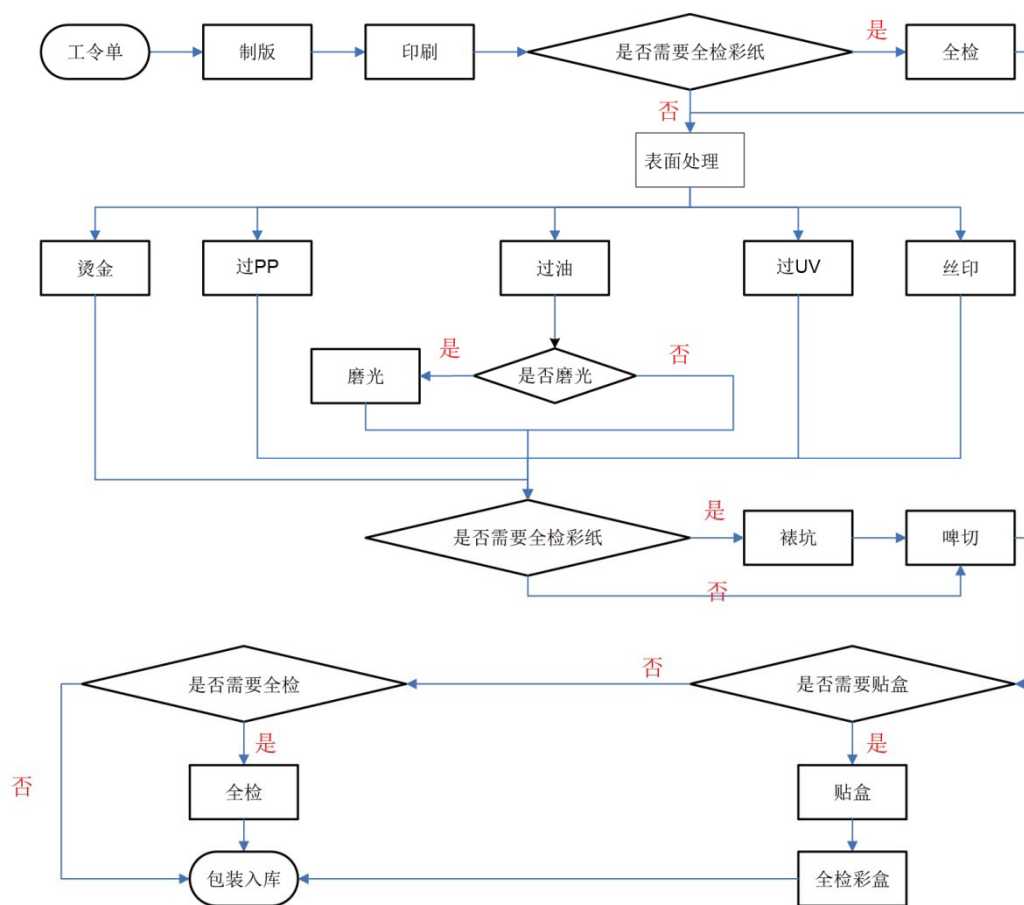 工令单
制版
印刷
是否需要全检彩纸
是
全检
否
表面处理
烫金
过PP
过油
过UV
丝印
是
否
磨光
是否磨光
是否需要全检彩纸
是
裱坑
啤切
否
是否需要全检
否
是否需要贴盒
是
是
否
全检
贴盒
包装入库
全检彩盒